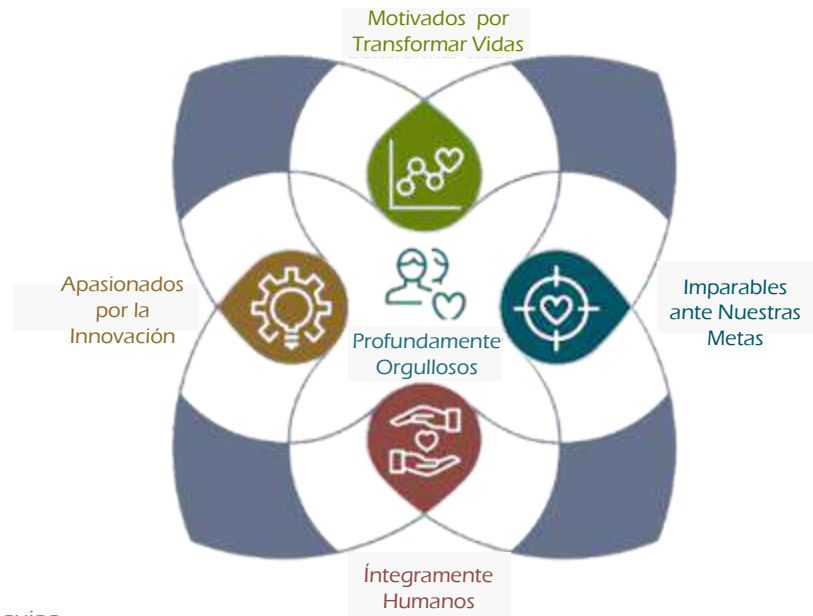 Motivados por
Transformar Vidas
Apasionados
por la
Innovación
Profundamente
Orgullosos
Imparables
ante Nuestras
Metas
Íntegramente
Humanos